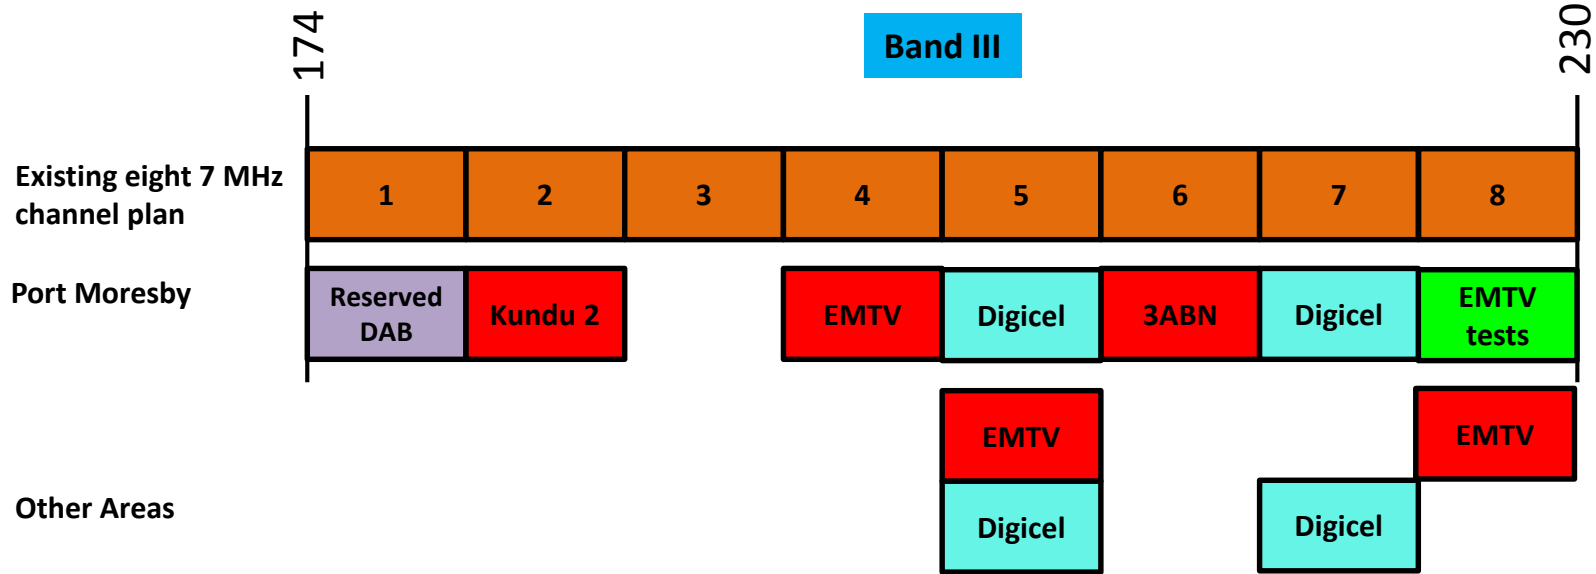 174
Band III
230
Existing eight 7 MHz
channel plan
1
2
3
4
5
6
7
8
Port Moresby
Reserved
DAB
Kundu 2
EMTV
Digicel
3ABN
Digicel
EMTV
tests
EMTV
EMTV
Other Areas
Digicel
Digicel